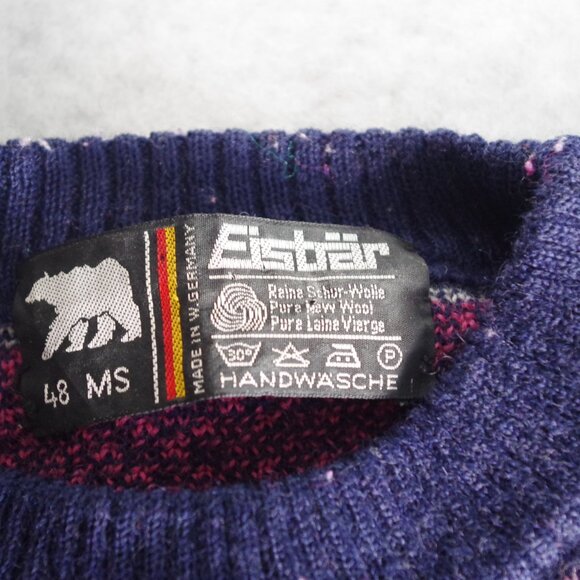 48 MS
MADE IN W.GERMANY
Eisbär
Reine Schur-Wolle
Pure New Wool
Pure Laine Vierge
30°
P
HANDWÄSCHE